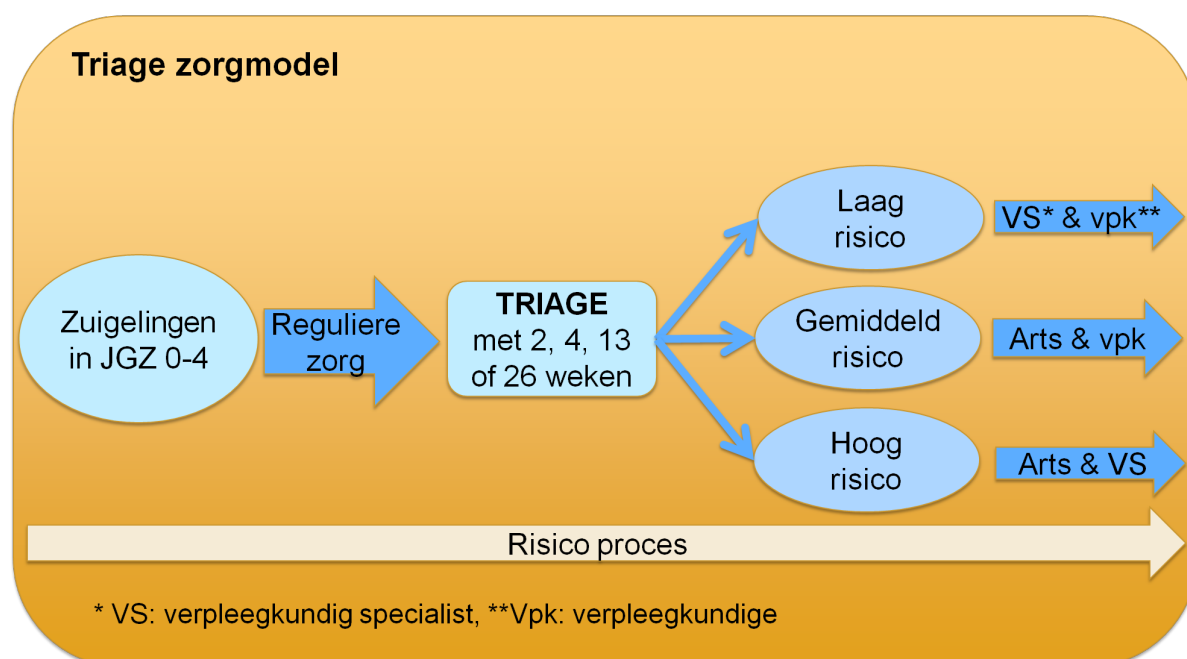 Triage zorgmodel
Zuigelingen
in JGZ 0-4
Reguliere
zorg
TRIAGE
met 2, 4, 13
of 26 weken
Laag
risico
VS* & vpk**
Gemiddeld
risico
Arts & vpk
Hoog
risico
Arts & VS
Risico proces
* VS: verpleegkundig specialist, **Vpk: verpleegkundige